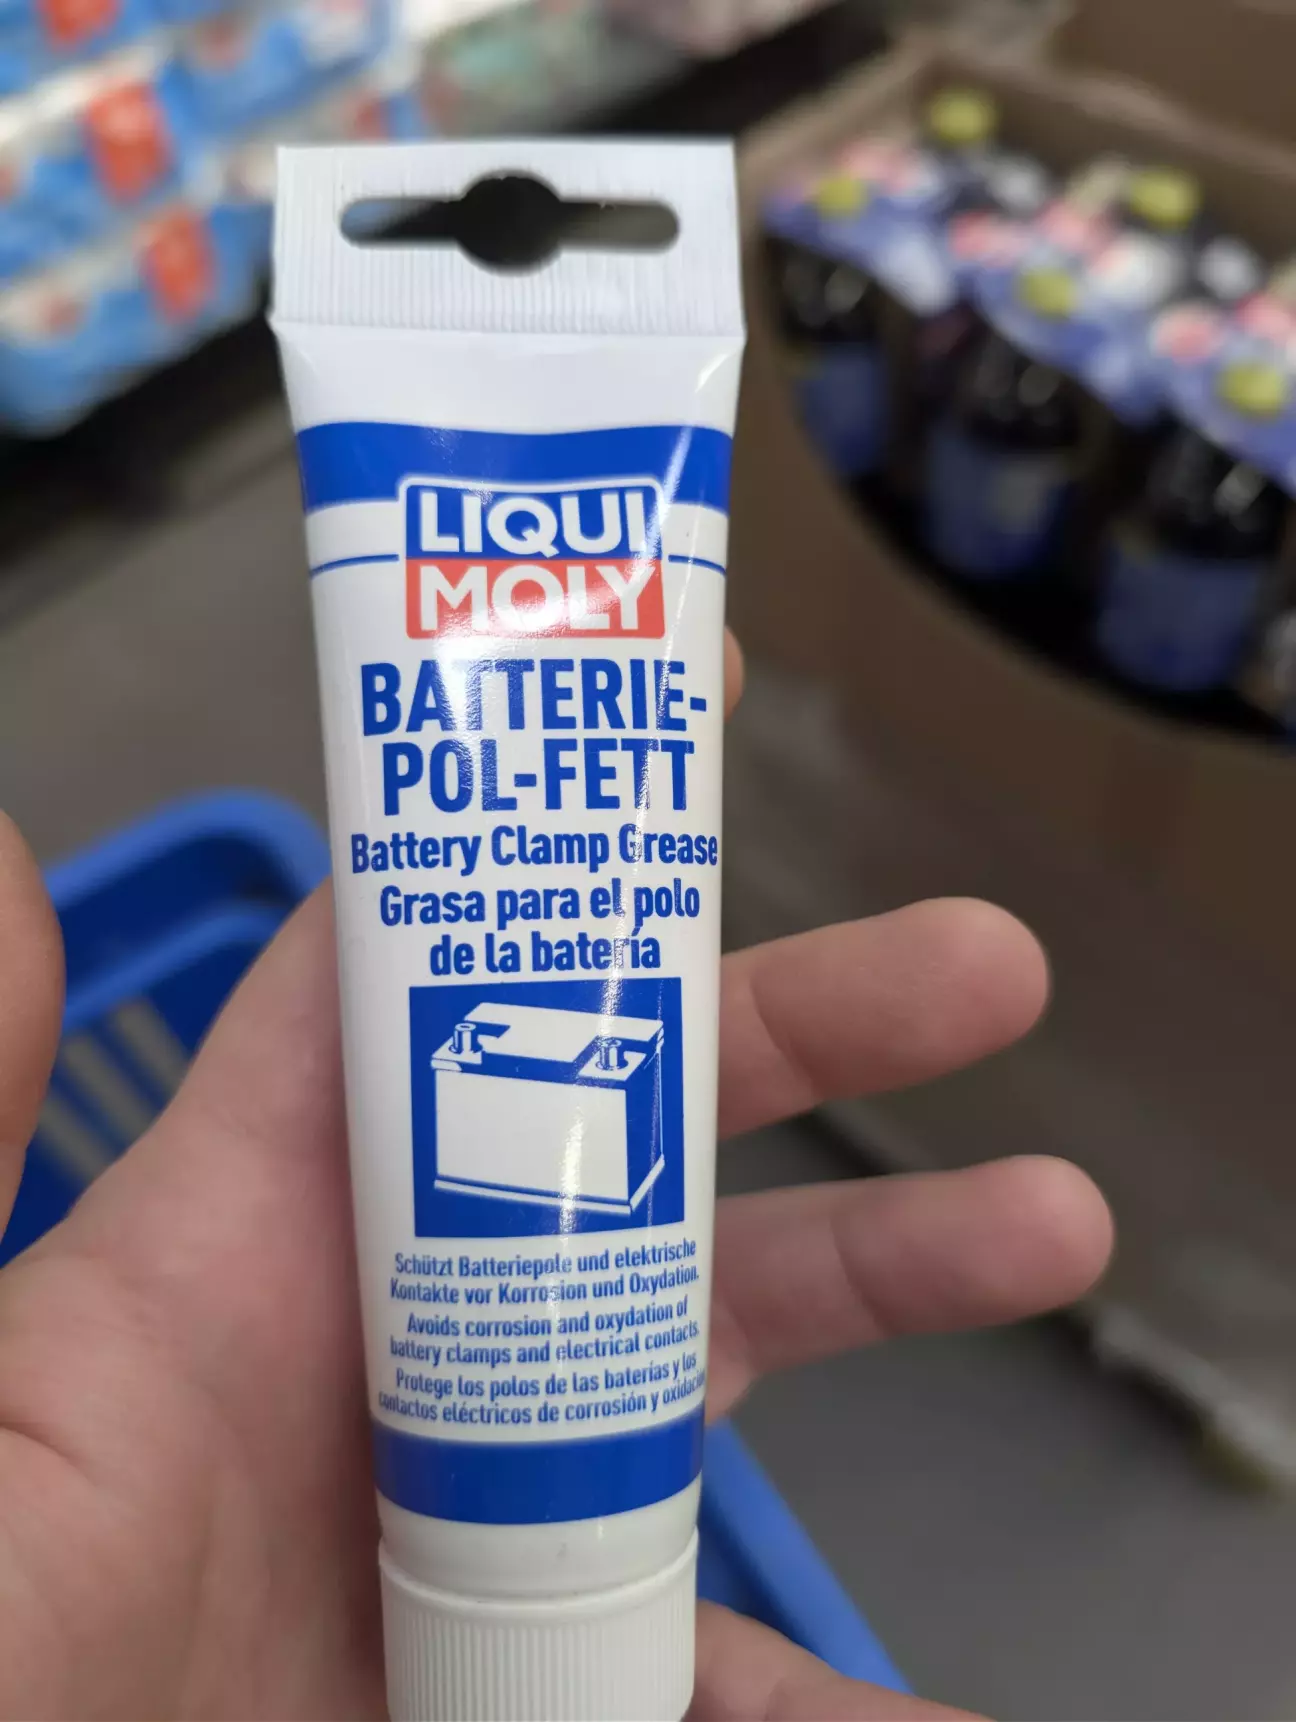 LIQUI
MOLY
BATTERIE-
POL-FETT
Battery Clamp Grease
Grasa para el polo
de la batería
Schützt Batteriepole und elektrische
Kontakte vor Korrosion und Oxydation.
Avoids corrosion and oxydation of
battery clamps and electrical contacts.
Protege los polos de las baterías y los
contactos eléctricos de corrosión y oxidación